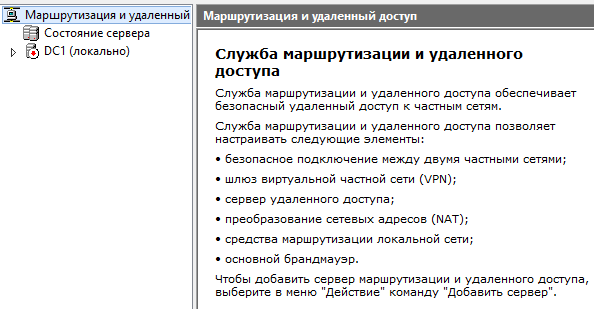 Маршрутизация и удаленный
Состояние сервера
DC1 (локально)
Маршрутизация и удаленный доступ
Служба маршрутизации и удаленного
доступа
Служба маршрутизации и удаленного доступа обеспечивает
безопасный удаленный доступ к частным сетям.
Служба маршрутизации и удаленного доступа позволяет
настраивать следующие элементы:
• безопасное подключение между двумя частными сетями;
• шлюз виртуальной частной сети (VPN);
• сервер удаленного доступа;
• преобразование сетевых адресов (NAT);
• средства маршрутизации локальной сети;
• основной брандмауэр.
Чтобы добавить сервер маршрутизации и удаленного доступа,
выберите в меню "Действие" команду "Добавить сервер".